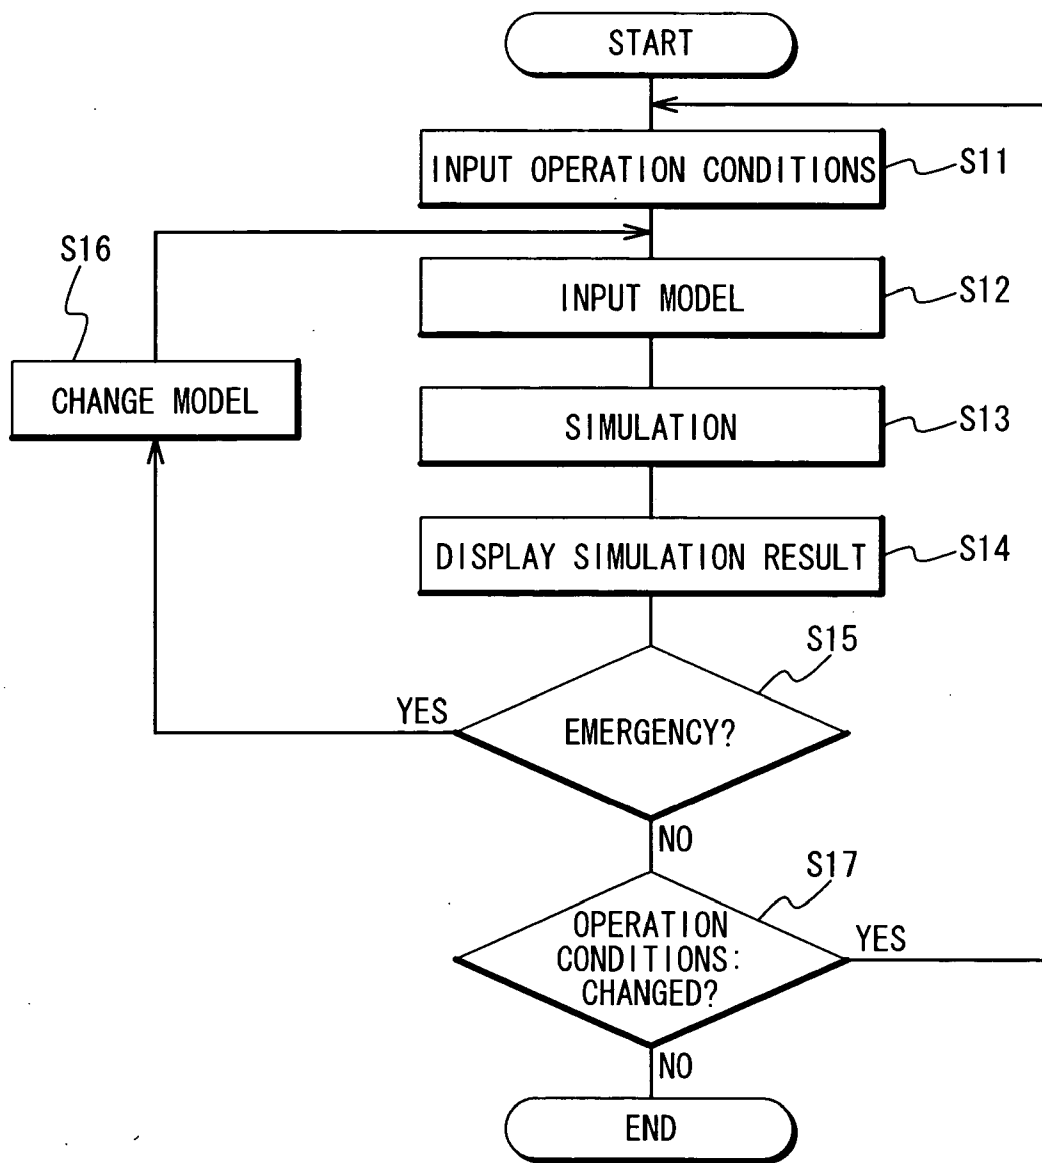 START
INPUT OPERATION CONDITIONS
S11
S16
INPUT MODEL
S12
CHANGE MODEL
SIMULATION
S13
DISPLAY SIMULATION RESULT
S14
S15
YES
EMERGENCY?
NO
S17
OPERATION
CONDITIONS:
CHANGED?
YES
NO
END